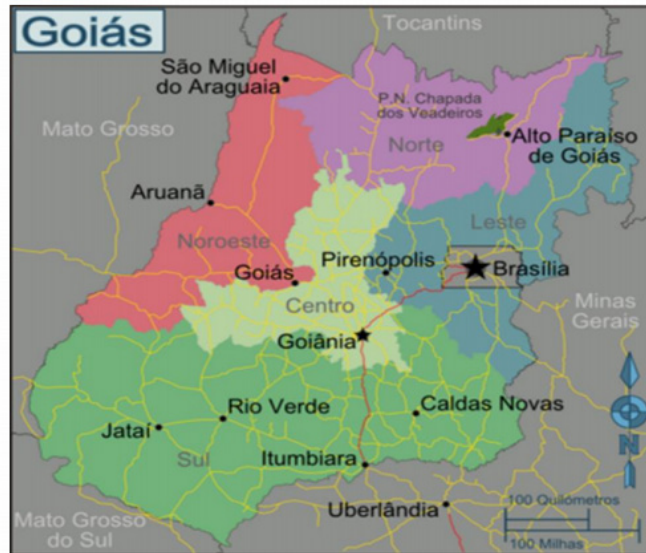 Goiás
Tocantins
São Miguel
do Araguaia
P.N. Chapada
dos Veadeiros
Mato Grosso
Norte
Alto Paraíso
de Goiás
Aruanã
Leste
Noroeste
Pirenópolis
Brasília
Goiás
Centro
Minas
Gerais
Goiânia
Rio Verde
Caldas Novas
Jataí
N
Sul
Itumbiara
Uberlândia
100 Quilómetros
Mato Grosso
do Sul
100 Milhas